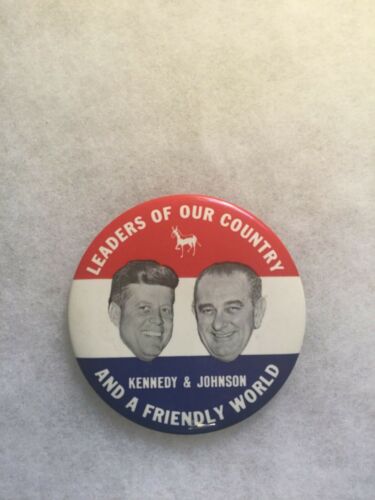 LEADERS OF OUR COUNTRY
KENNEDY & JOHNSON
AND A FRIENDLY WORLD